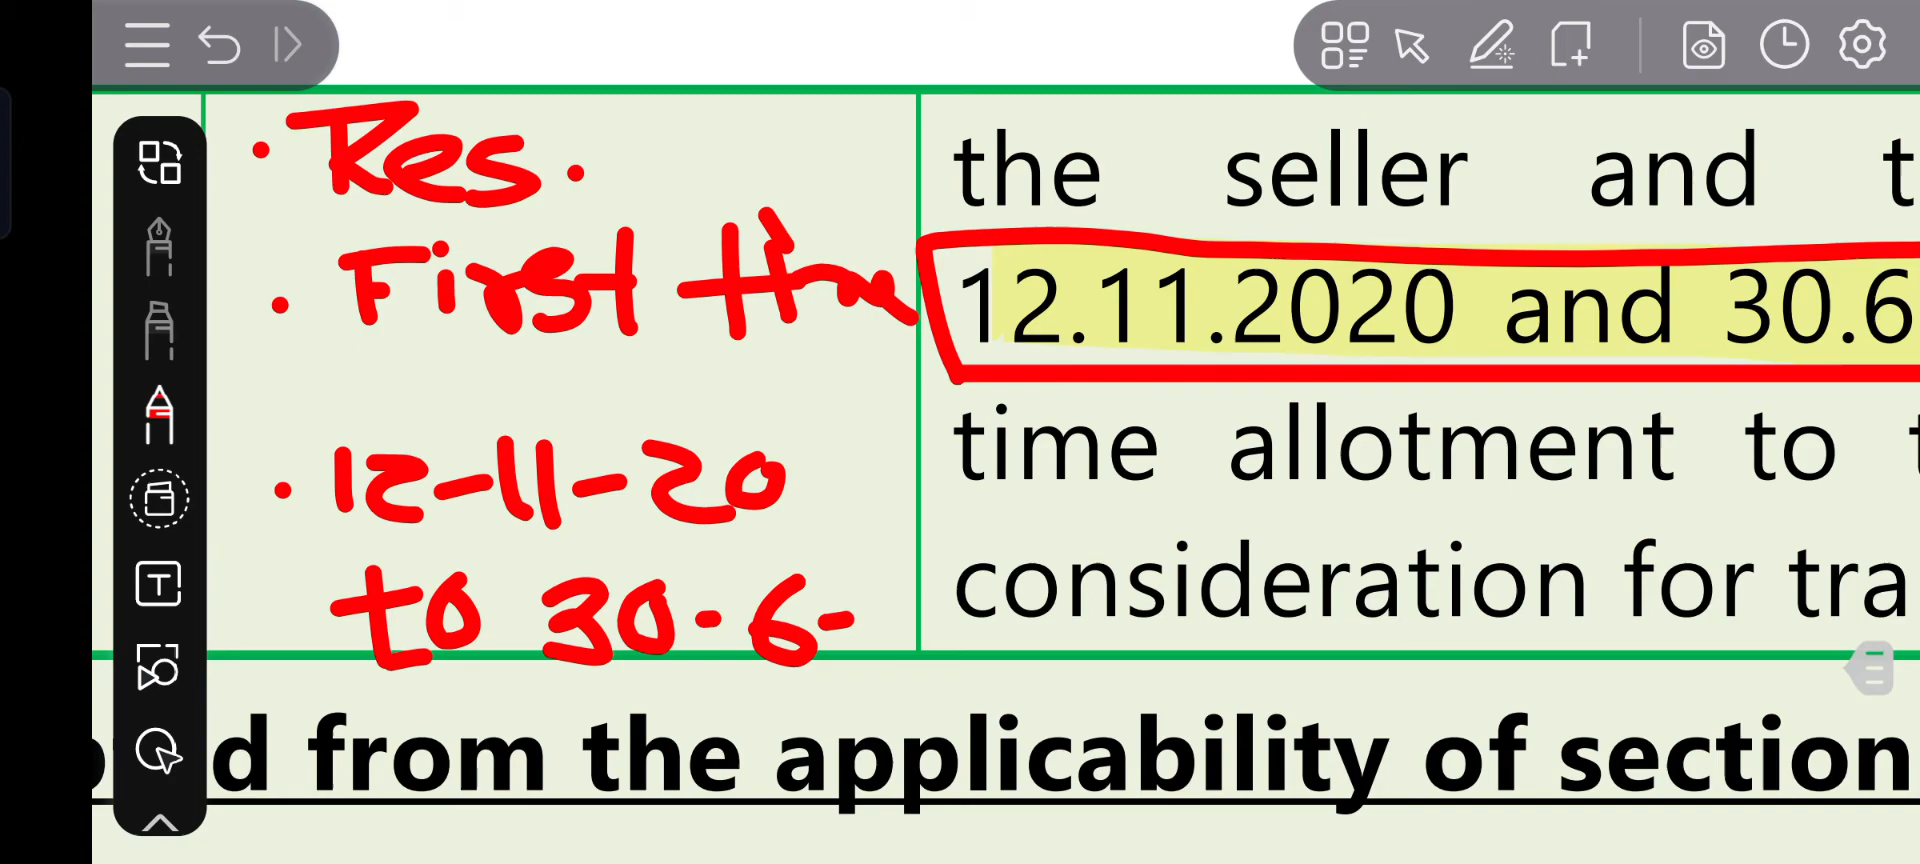 · Res.
· First tim
· 12-11-20
to 30-6-
the seller and t
12.11.2020 and 30.6
time allotment to t
consideration for tra
d from the applicability of section